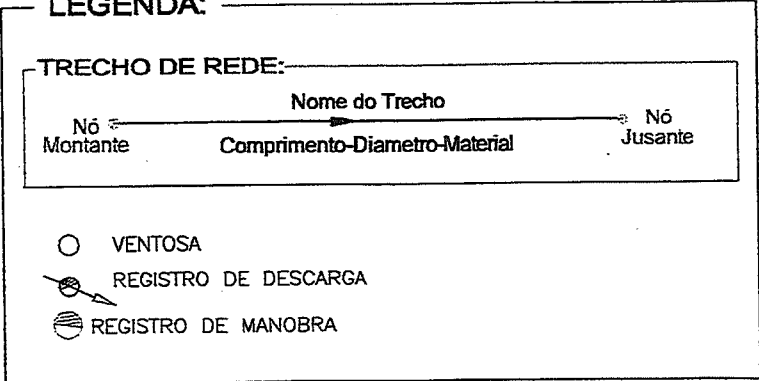 LEGENDA:
TRECHO DE REDE:
Nome do Trecho
Nó Montante
Nó Jusante
Comprimento-Diametro-Material
VENTOSA
REGISTRO DE DESCARGA
REGISTRO DE MANOBRA